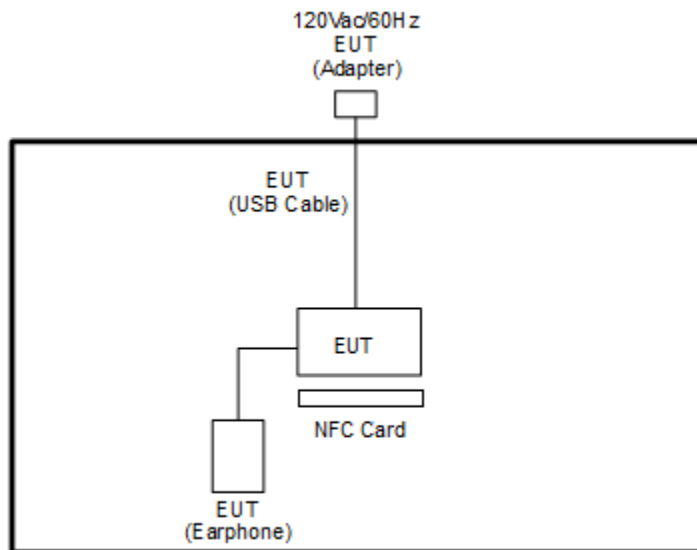 120Vac/60Hz
EUT
(Adapter)
EUT
(USB Cable)
EUT
NFC Card
EUT
(Earphone)